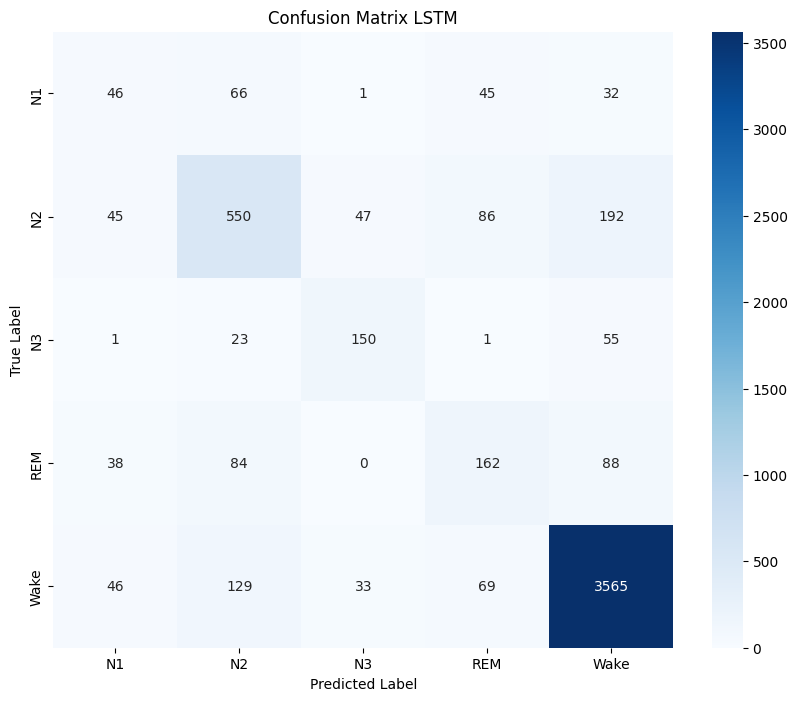 Confusion Matrix LSTM
N1 46 66 1 45 32
N2 45 550 47 86 192
N3 1 23 150 1 55
REM 38 84 0 162 88
Wake 46 129 33 69 3565
N1 N2 N3 REM Wake
Predicted Label
True Label
3500
3000
2500
2000
1500
1000
500
0